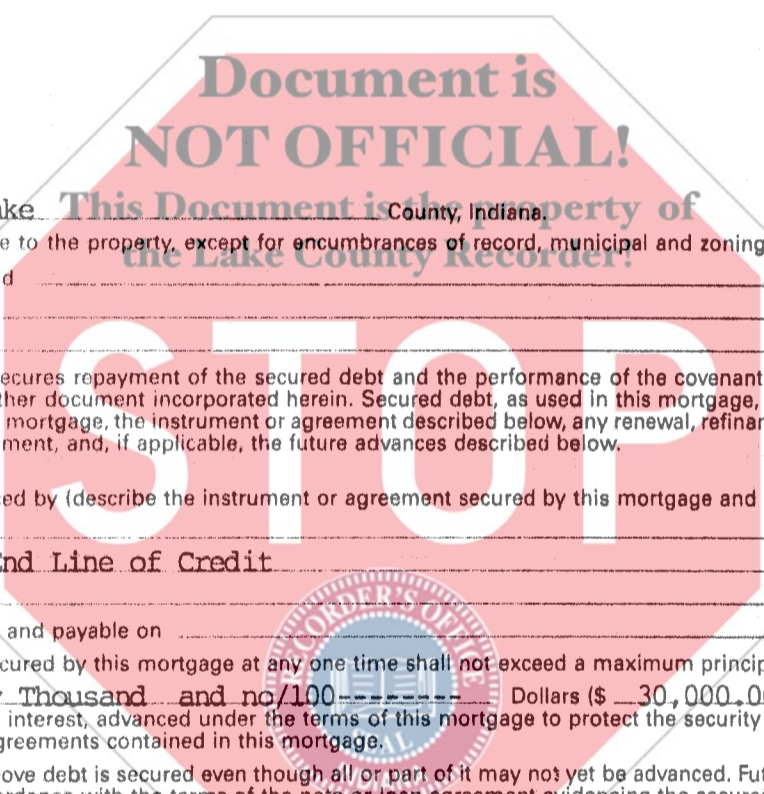 Document is
NOT OFFICIAL!
This Document is the property of
the Lake County Recorder!
ke County, Indiana.
e to the property, except for encumbrances of record, municipal and zoning
d
STOP
ecures repayment of the secured debt and the performance of the covenant
ther document incorporated herein. Secured debt, as used in this mortgage,
mortgage, the instrument or agreement described below, any renewal, refinan
ment, and, if applicable, the future advances described below.
ed by (describe the instrument or agreement secured by this mortgage and
End Line of Credit
RECORDER'S OFFICE
SEAL
and payable on
cured by this mortgage at any one time shall not exceed a maximum princip
y Thousand and no/100-------- Dollars ($ 30,000.0
interest, advanced under the terms of this mortgage to protect the security
greements contained in this mortgage.
ove debt is secured even though all or part of it may not yet be advanced. Fut